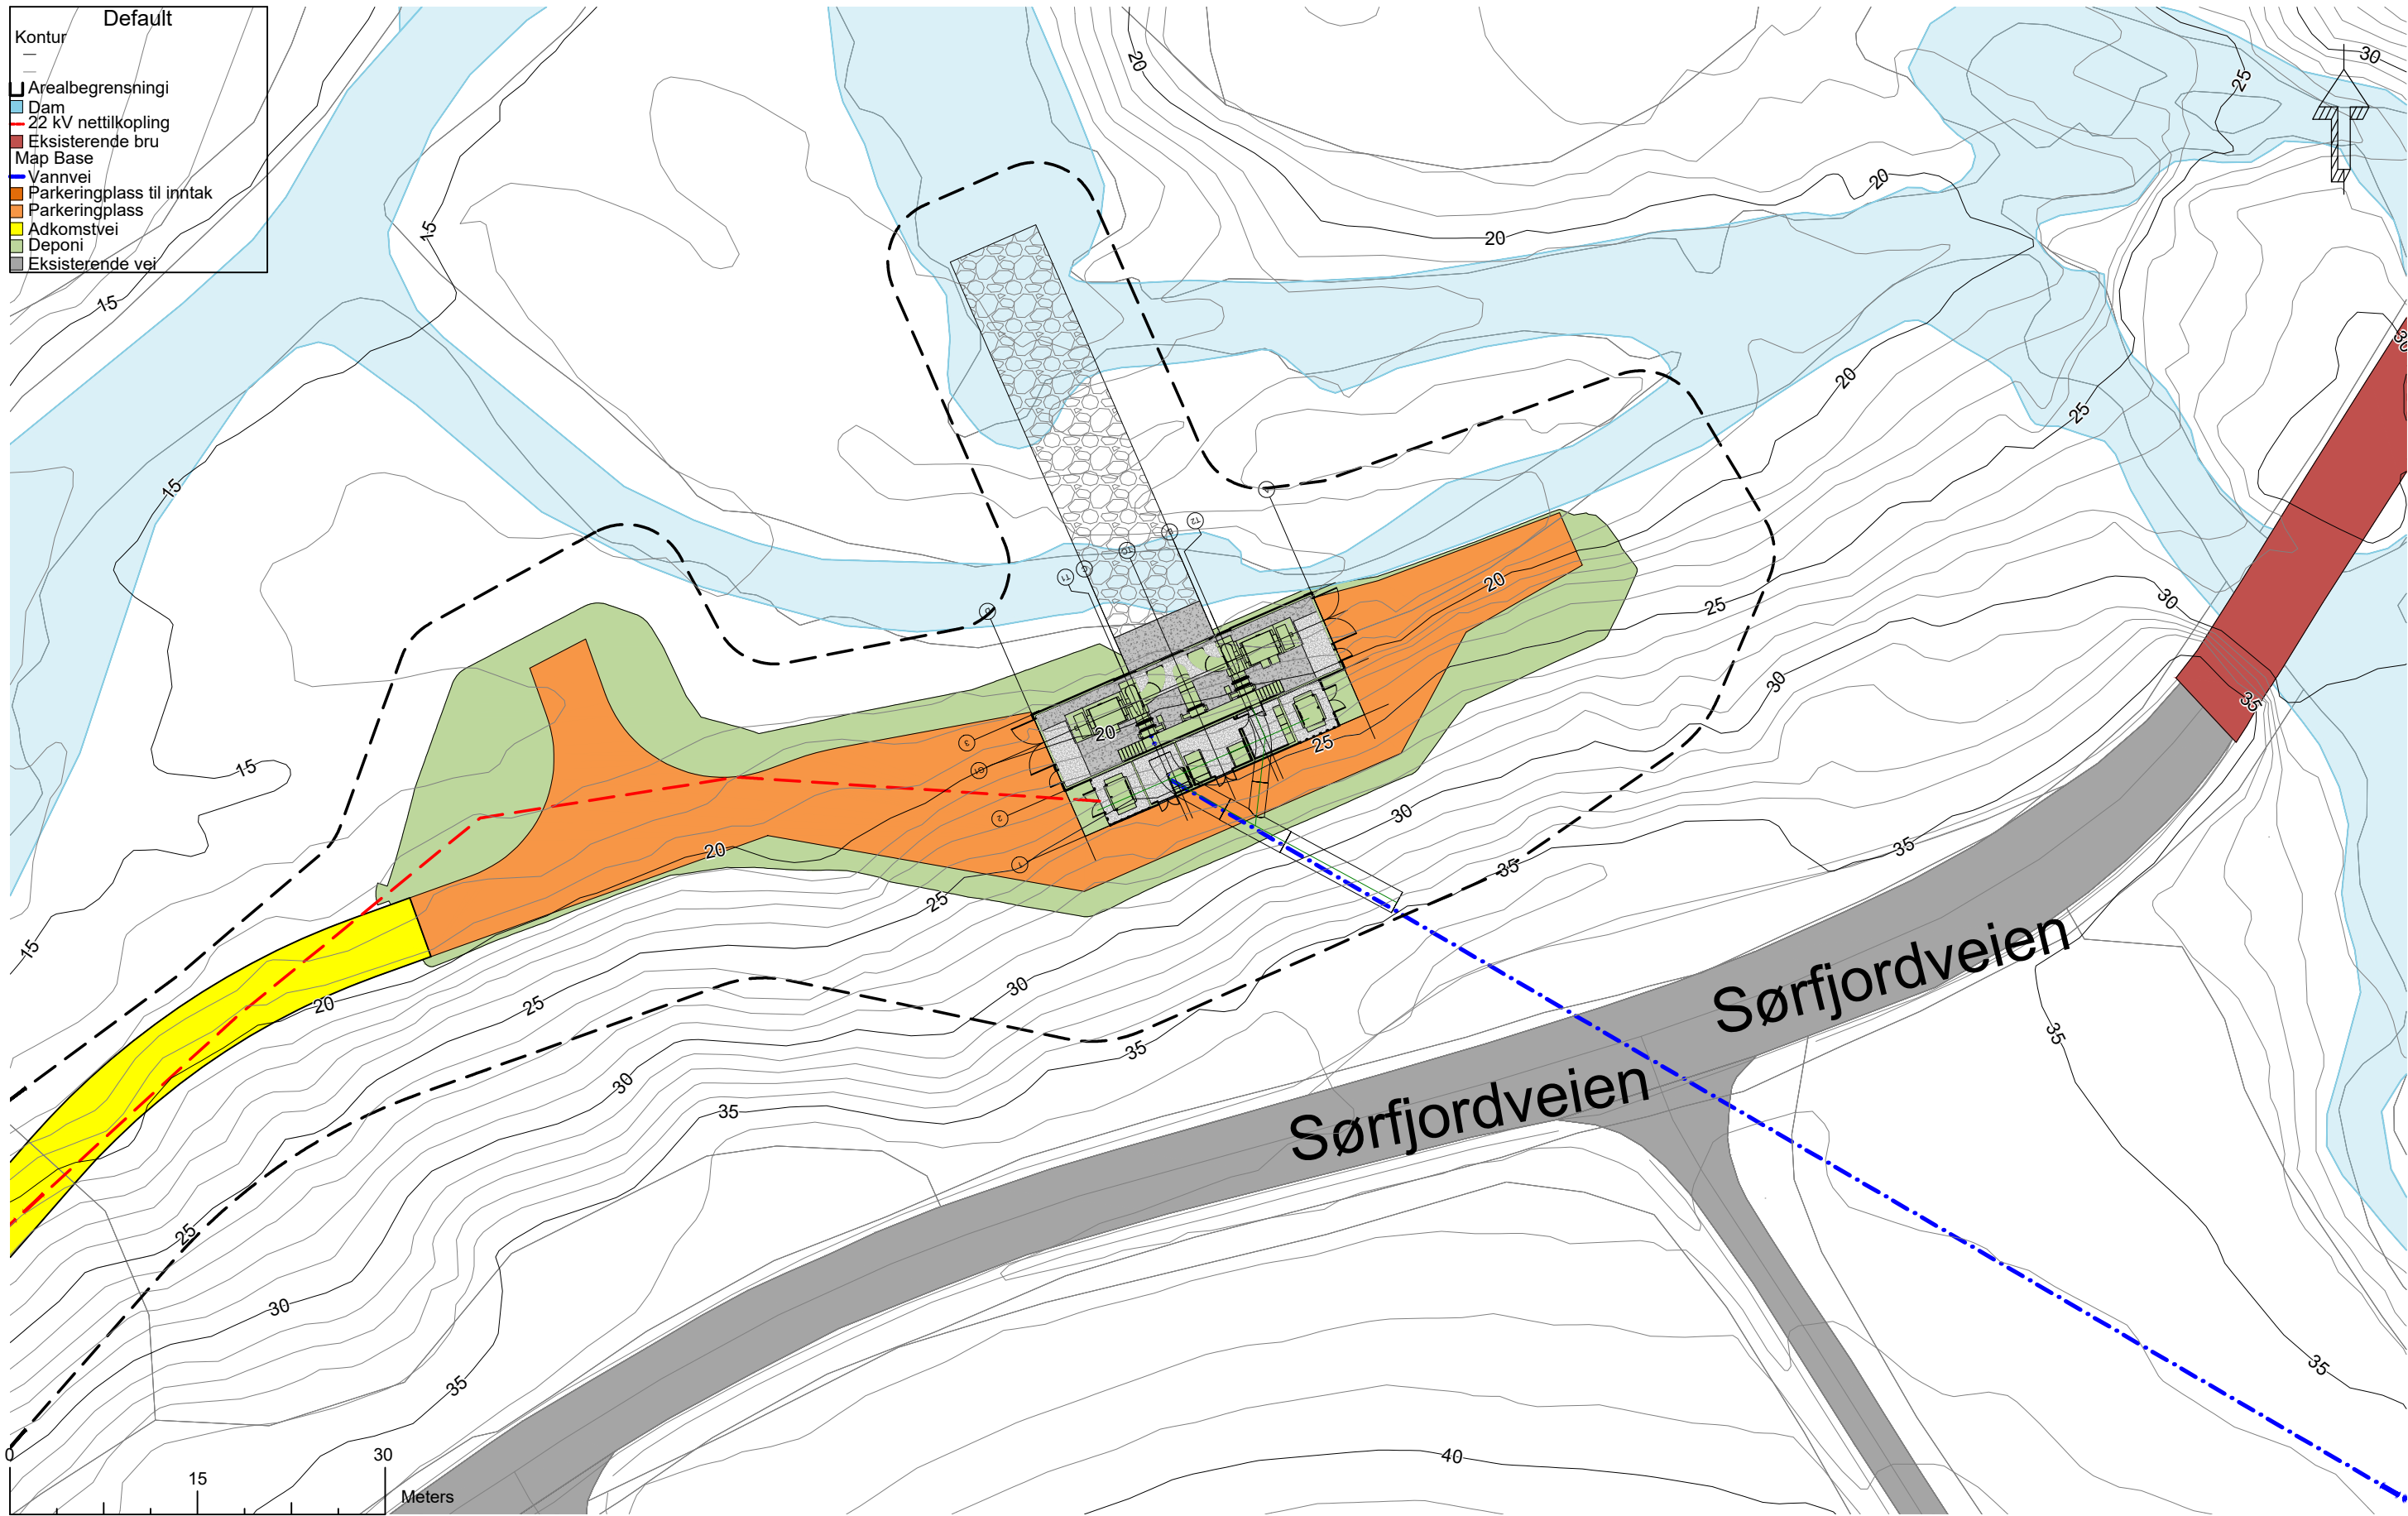 Default
Kontur
Arealbegrensningi
Dam
22 kV nettilkopling
Eksisterende bru
Map Base
Vannvei
Parkeringplass til inntak
Parkeringplass
Adkomstvei
Deponi
Eksisterende vei
20
30
25
20
15
20
15
20
25
15
20
25
30
30
35
20
25
15
30
20
35
35
25
15
30
20
25
Sørfjordveien
35
35
30
Sørfjordveien
35
25
30
35
35
40
0
15
30
Meters